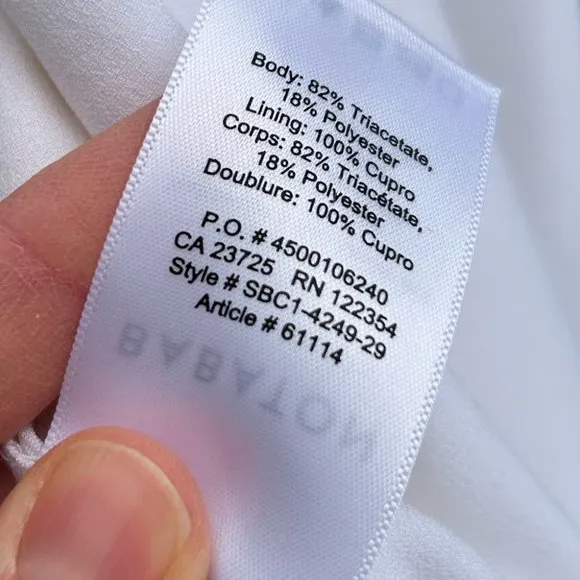 Body: 82% Triacetate,
18% Polyester
Lining: 100% Cupro
Corps: 82% Triacétate,
18% Polyester
Doublure: 100% Cupro
P.O. # 4500106240
CA 23725 RN 122354
Style # SBC1-4249-29
Article # 61114
BABATON